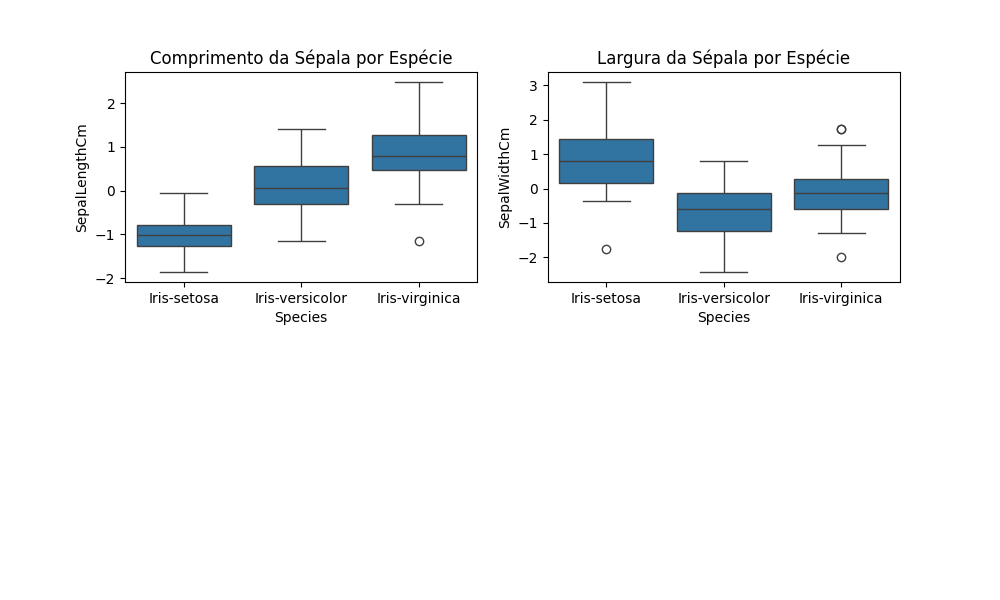 Comprimento da Sépala por Espécie
SepalLengthCm
2
1
0
−1
−2
Iris-setosa Iris-versicolor Iris-virginica
Species
Largura da Sépala por Espécie
SepalWidthCm
3
2
1
0
−1
−2
Iris-setosa Iris-versicolor Iris-virginica
Species